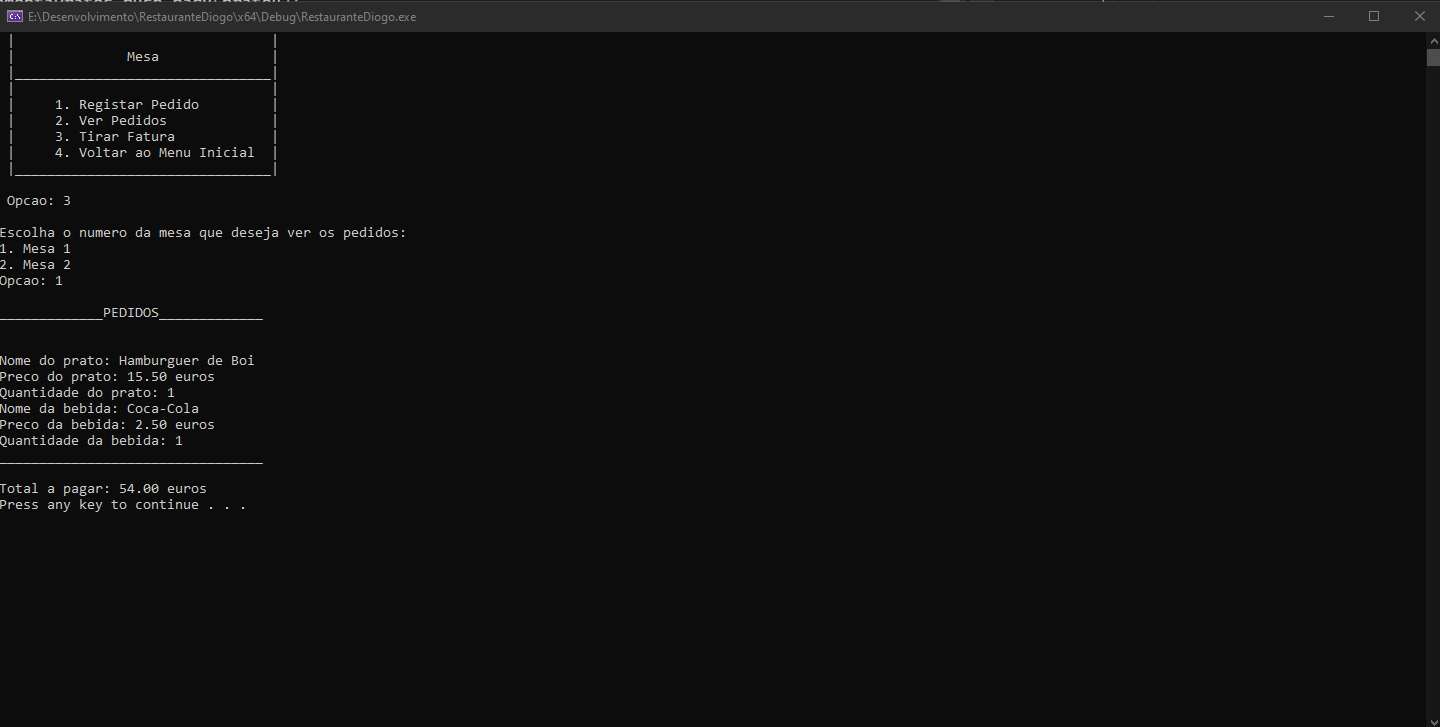 E:\Desenvolvimento\RestauranteDiogo\x64\Debug\RestauranteDiogo.exe
Mesa
1. Registar Pedido
2. Ver Pedidos
3. Tirar Fatura
4. Voltar ao Menu Inicial
Opcao: 3
Escolha o numero da mesa que deseja ver os pedidos:
1. Mesa 1
2. Mesa 2
Opcao: 1
_____________PEDIDOS_____________
Nome do prato: Hamburguer de Boi
Preco do prato: 15.50 euros
Quantidade do prato: 1
Nome da bebida: Coca-Cola
Preco da bebida: 2.50 euros
Quantidade da bebida: 1
_________________________________
Total a pagar: 54.00 euros
Press any key to continue . . .